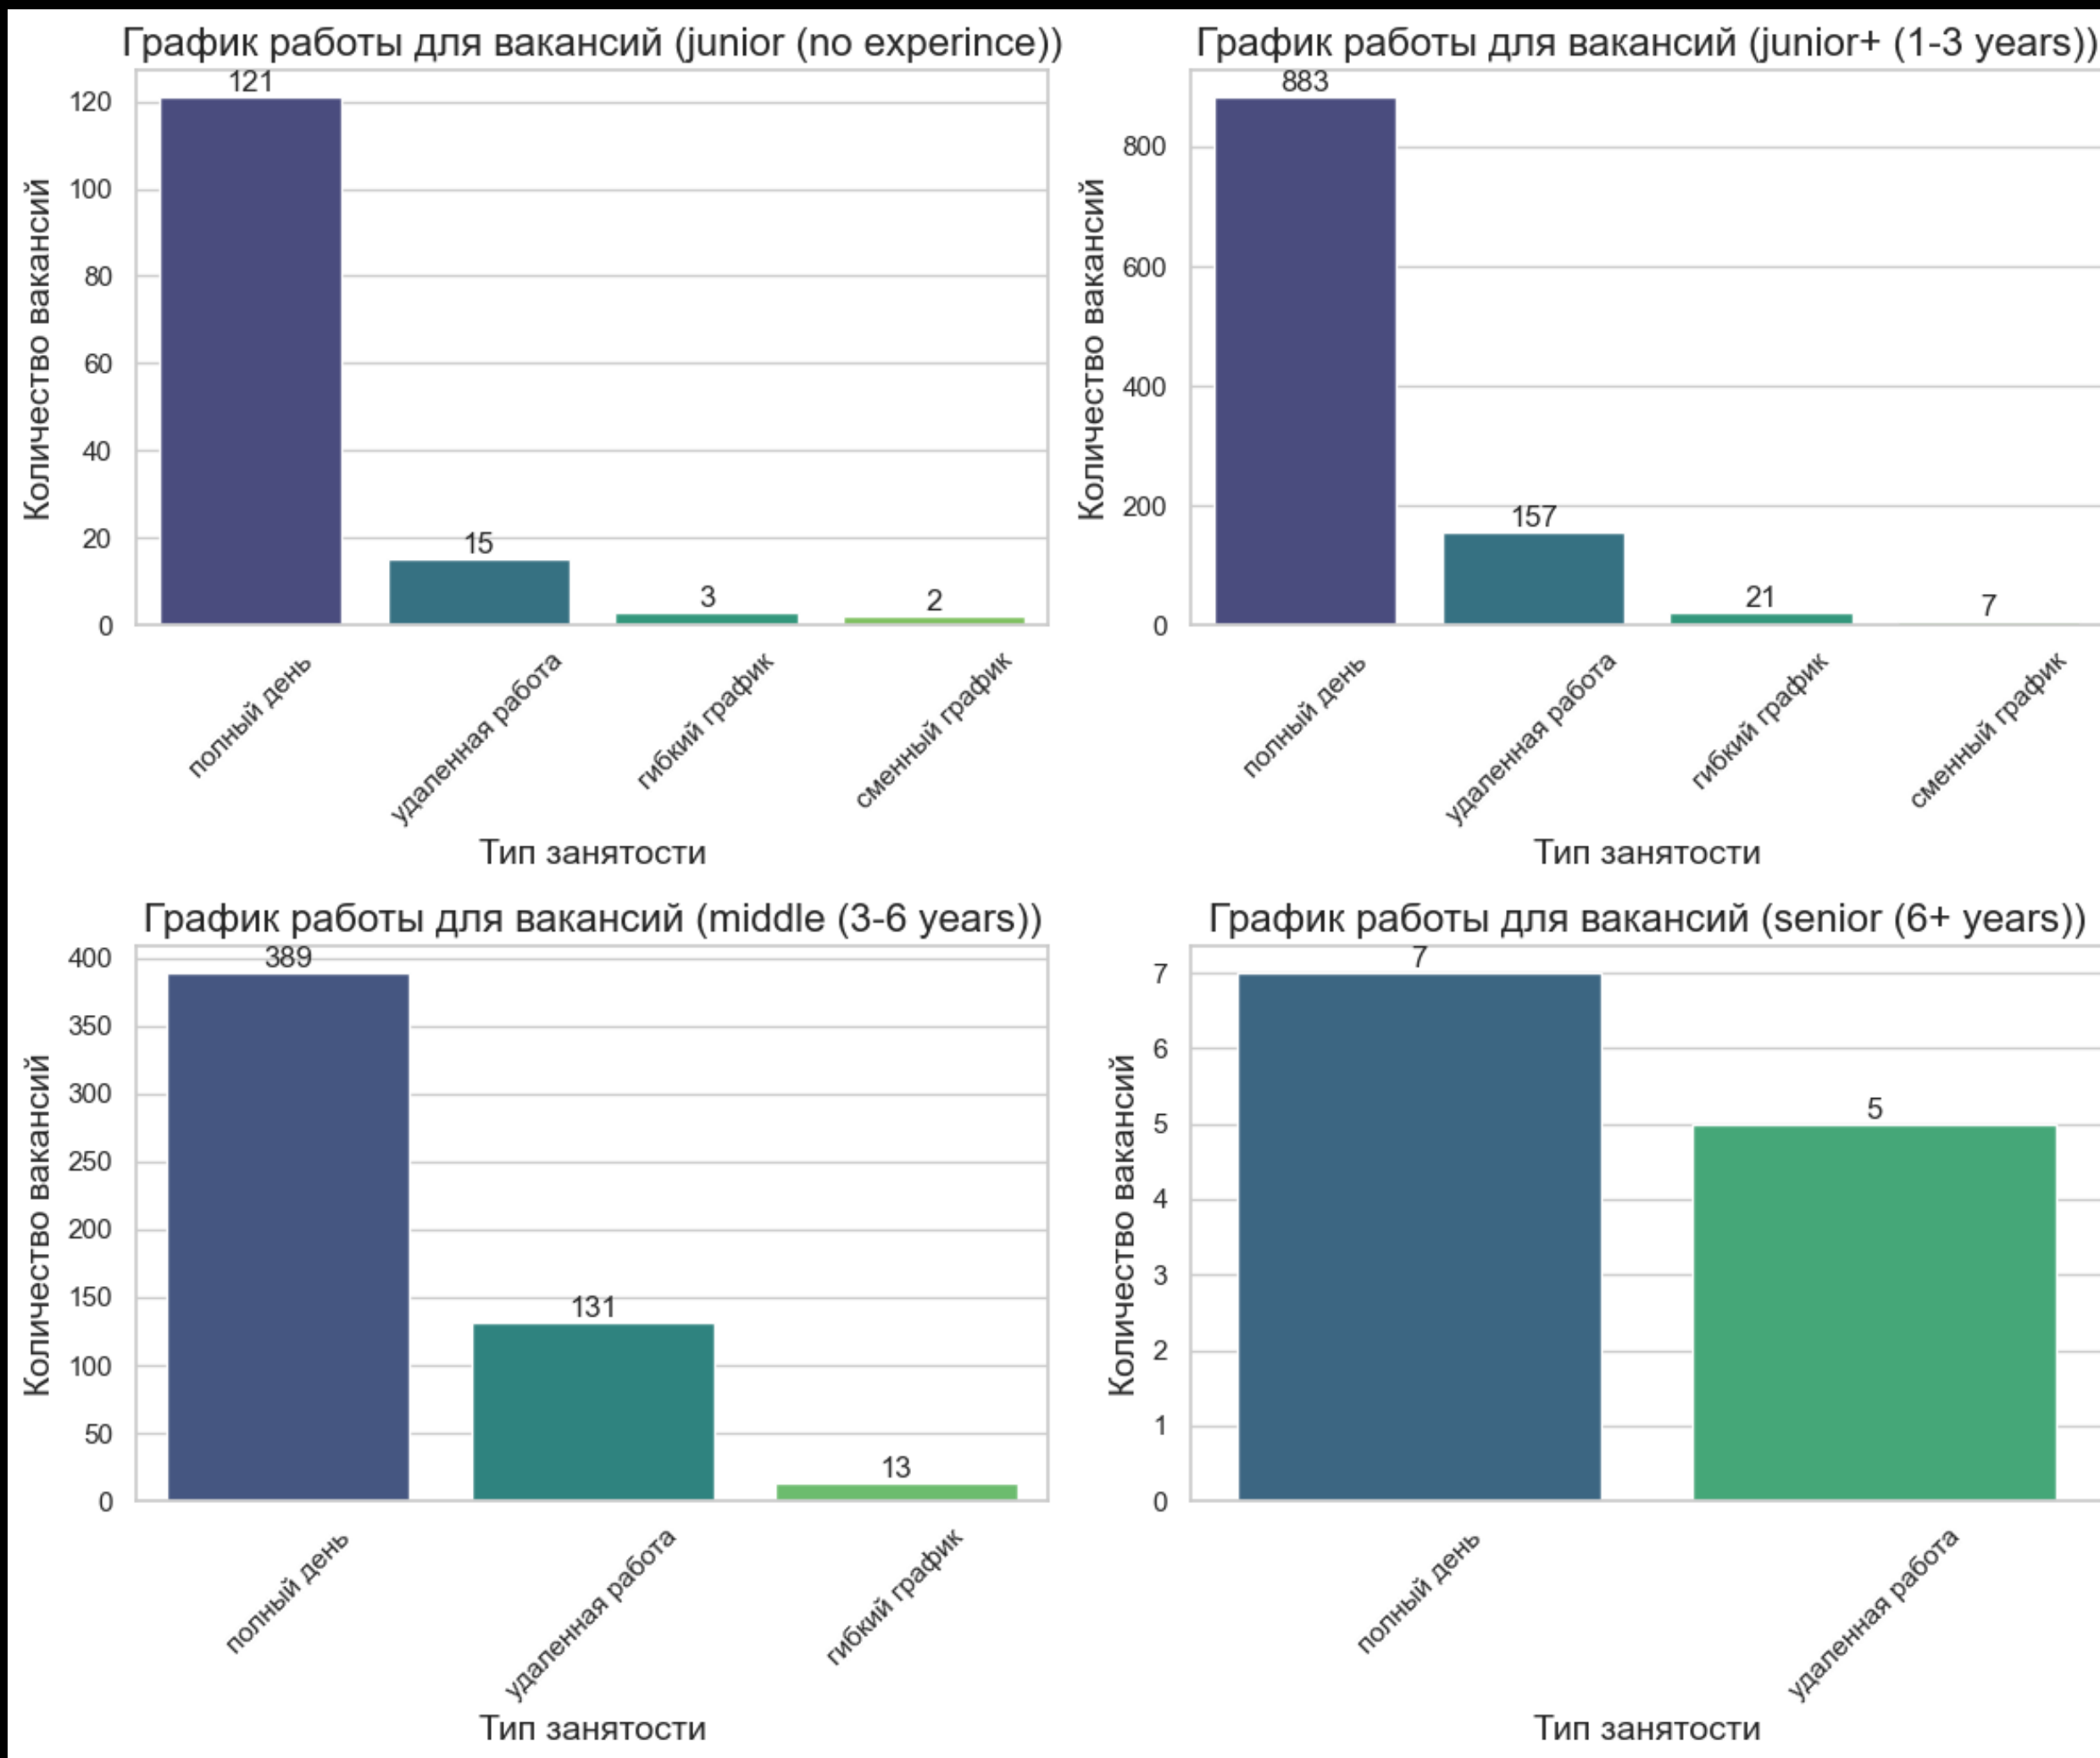 График работы для вакансий (junior (no experince))
121
120
100
80
60
40
20
0
Количество вакансий
15
3
2
полный день
удаленная работа
гибкий график
сменный график
Тип занятости
График работы для вакансий (junior+ (1-3 years))
883
800
600
400
200
0
Количество вакансий
157
21
7
полный день
удаленная работа
гибкий график
сменный график
Тип занятости
График работы для вакансий (middle (3-6 years))
389
400
350
300
250
200
150
100
50
0
Количество вакансий
131
13
полный день
удаленная работа
гибкий график
Тип занятости
График работы для вакансий (senior (6+ years))
7
7
6
5
4
3
2
1
0
Количество вакансий
5
полный день
удаленная работа
Тип занятости